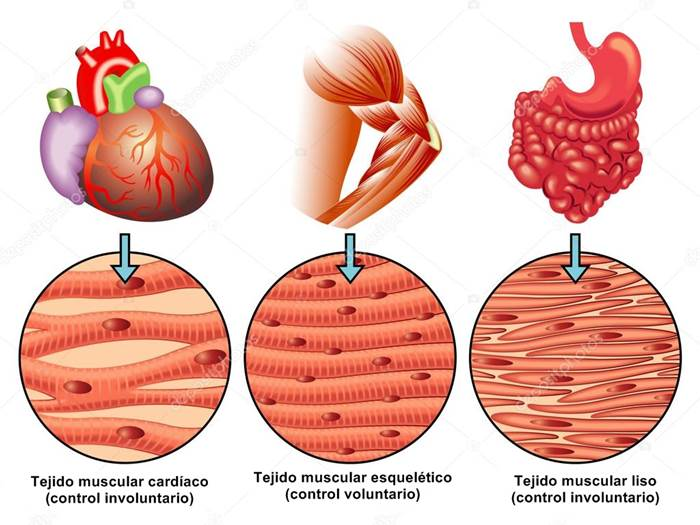 Tejido muscular cardíaco
(control involuntario)
Tejido muscular esquelético
(control voluntario)
Tejido muscular liso
(control involuntario)